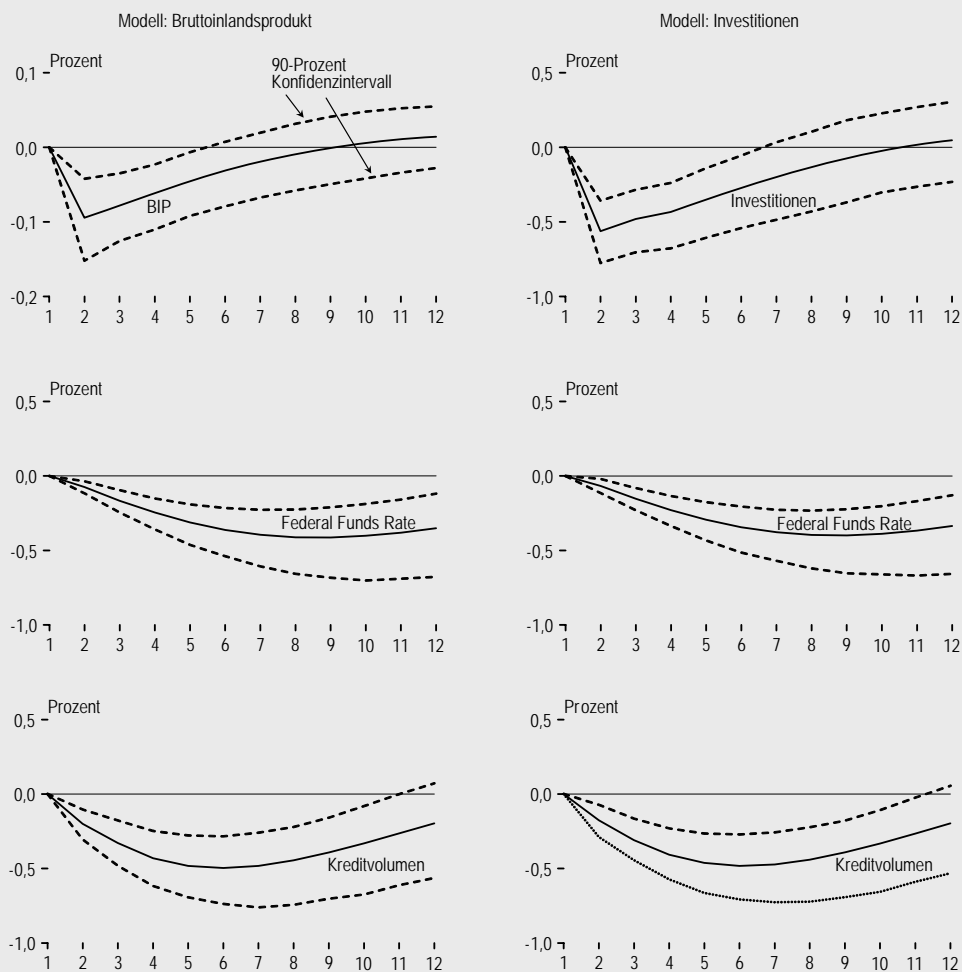 Modell: Bruttoinlandsprodukt
Prozent
0,1
90-Prozent
Konfidenzintervall
0,0
BIP
-0,1
-0,2
1 2 3 4 5 6 7 8 9 10 11 12
Modell: Investitionen
Prozent
0,5
0,0
Investitionen
-0,5
-1,0
1 2 3 4 5 6 7 8 9 10 11 12
Prozent
0,5
0,0
Federal Funds Rate
-0,5
-1,0
1 2 3 4 5 6 7 8 9 10 11 12
Prozent
0,5
0,0
Federal Funds Rate
-0,5
-1,0
1 2 3 4 5 6 7 8 9 10 11 12
Prozent
0,5
0,0
Kreditvolumen
-0,5
-1,0
1 2 3 4 5 6 7 8 9 10 11 12
Prozent
0,5
0,0
Kreditvolumen
-0,5
-1,0
1 2 3 4 5 6 7 8 9 10 11 12